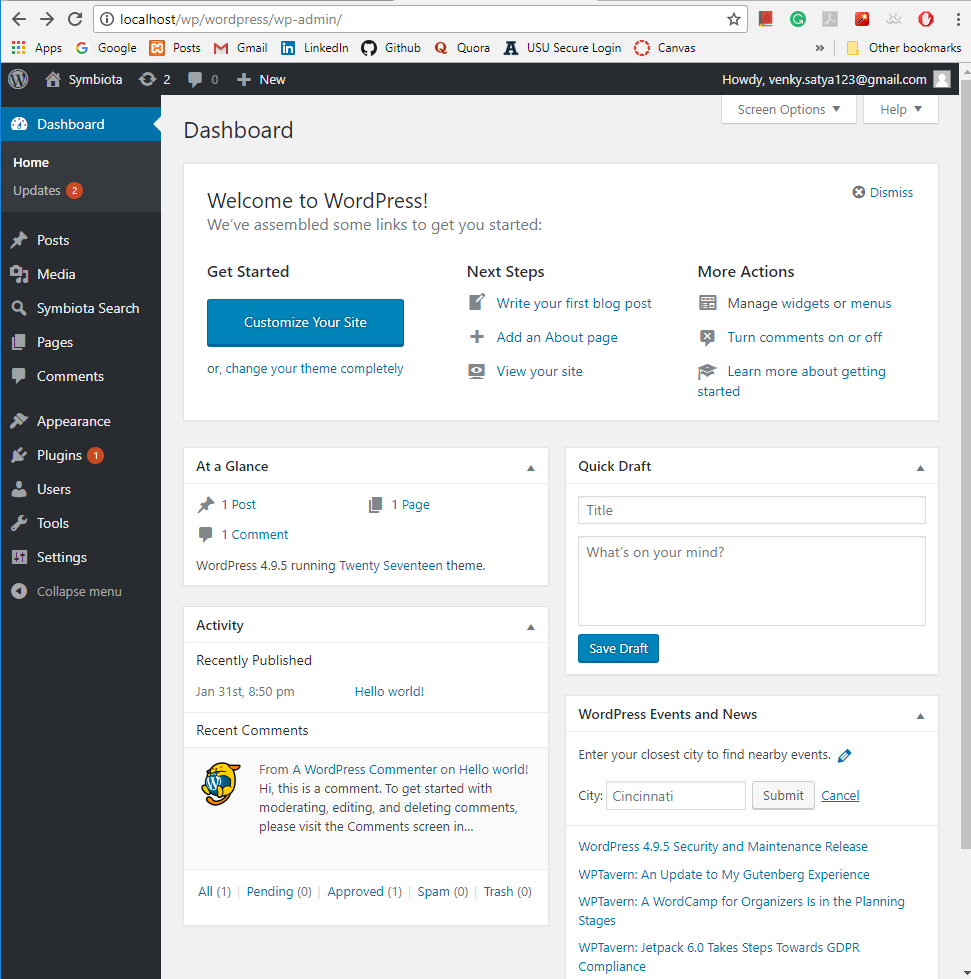 localhost/wp/wordpress/wp-admin/
Apps Google Posts Gmail LinkedIn Github Quora USU Secure Login Canvas » Other bookmarks
Symbiota 2 0 New Howdy, venky.satya123@gmail.com
Screen Options Help
Dashboard
Home
Updates 2
Posts
Media
Symbiota Search
Pages
Comments
Appearance
Plugins 1
Users
Tools
Settings
Collapse menu
Dashboard
Welcome to WordPress!
Dismiss
We've assembled some links to get you started:
Get Started
Customize Your Site
or, change your theme completely
Next Steps
Write your first blog post
Add an About page
View your site
More Actions
Manage widgets or menus
Turn comments on or off
Learn more about getting
started
At a Glance
1 Post 1 Page
1 Comment
WordPress 4.9.5 running Twenty Seventeen theme.
Activity
Recently Published
Jan 31st, 8:50 pm Hello world!
Recent Comments
From A WordPress Commenter on Hello world!
Hi, this is a comment. To get started with
moderating, editing, and deleting comments,
please visit the Comments screen in…
All (1) | Pending (0) | Approved (1) | Spam (0) | Trash (0)
Quick Draft
Title
What's on your mind?
Save Draft
WordPress Events and News
Enter your closest city to find nearby events.
City: Cincinnati Submit Cancel
WordPress 4.9.5 Security and Maintenance Release
WPTavern: An Update to My Gutenberg Experience
WPTavern: A WordCamp for Organizers Is in the Planning
Stages
WPTavern: Jetpack 6.0 Takes Steps Towards GDPR
Compliance